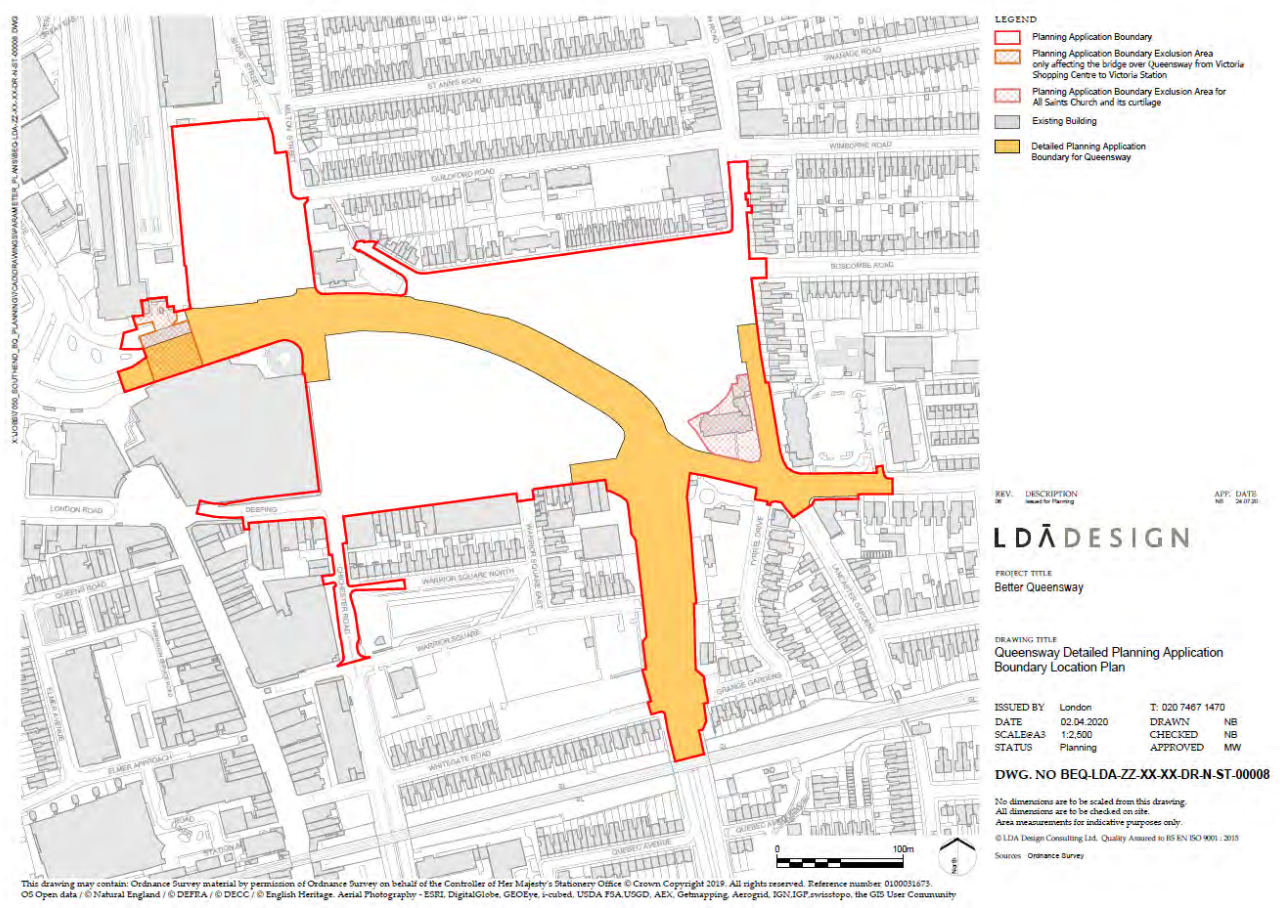 LEGEND
Planning Application Boundary
Planning Application Boundary Exclusion Area
only affecting the bridge over Queensway from Victoria
Shopping Centre to Victoria Station
Planning Application Boundary Exclusion Area for
All Saints Church and its curtilage
Existing Building
Detailed Planning Application
Boundary for Queensway
ST ANN'S ROAD
SWANAGE ROAD
MILTON STREET
WIMBORNE ROAD
GUILDFORD ROAD
BOSCOMBE ROAD
LONDON ROAD
DEEPING
QUEENS ROAD
CHICHESTER ROAD
WARRIOR SQUARE NORTH
WARRIOR SQUARE EAST
WARRIOR SQUARE
TYRREL DRIVE
LANCASTER GARDENS
GRANGE GARDENS
ELMER AVENUE
ELMER APPROACH
WHITEGATE ROAD
QUEBEC AVENUE
REV. DESCRIPTION APP. DATE
06 Issued for Planning NB 24.07.20
LDĀDESIGN
PROJECT TITLE
Better Queensway
DRAWING TITLE
Queensway Detailed Planning Application
Boundary Location Plan
ISSUED BY London T: 020 7467 1470
DATE 02.04.2020 DRAWN NB
SCALE@A3 1:2,500 CHECKED NB
STATUS Planning APPROVED MW
DWG. NO BEQ-LDA-ZZ-XX-XX-DR-N-ST-00008
No dimensions are to be scaled from this drawing.
All dimensions are to be checked on site.
Area measurements for indicative purposes only.
© LDA Design Consulting Ltd. Quality Assured to BS EN ISO 9001 : 2015
Sources Ordnance Survey
0 100m
North
This drawing may contain: Ordnance Survey material by permission of Ordnance Survey on behalf of the Controller of Her Majesty's Stationery Office © Crown Copyright 2019. All rights reserved. Reference number 0100031673.
OS Open data / © Natural England / © DEFRA / © DECC / © English Heritage. Aerial Photography - ESRI, DigitalGlobe, GEOEye, i-cubed, USDA FSA, USGD, AEX, Getmapping, Aerogrid, IGN,IGP,swisstopo, the GIS User Community